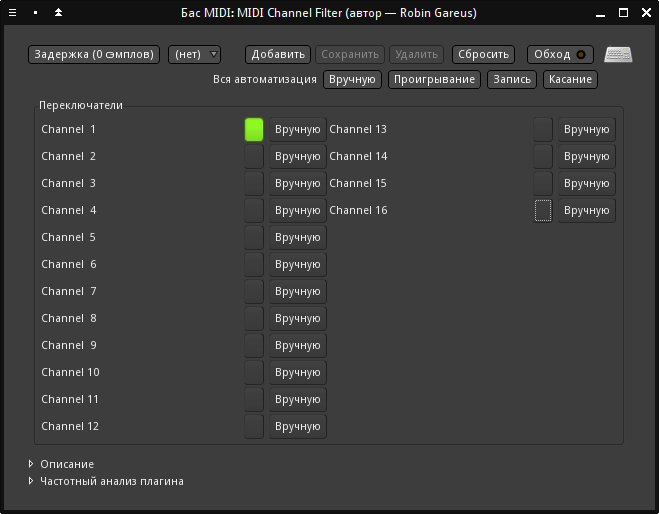 Бас MIDI: MIDI Channel Filter (автор — Robin Gareus)
Задержка (0 сэмплов) (нет) Добавить Сохранить Удалить Сбросить Обход
Вся автоматизация Вручную Проигрывание Запись Касание
Переключатели
Channel 1 Вручную Channel 13 Вручную
Channel 2 Вручную Channel 14 Вручную
Channel 3 Вручную Channel 15 Вручную
Channel 4 Вручную Channel 16 Вручную
Channel 5 Вручную
Channel 6 Вручную
Channel 7 Вручную
Channel 8 Вручную
Channel 9 Вручную
Channel 10 Вручную
Channel 11 Вручную
Channel 12 Вручную
Описание
Частотный анализ плагина